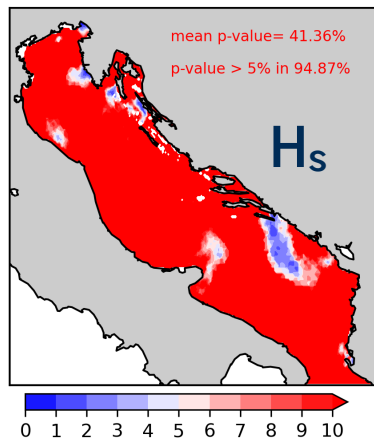 mean p-value= 41.36%
p-value > 5% in 94.87%
Hs
0 1 2 3 4 5 6 7 8 9 10